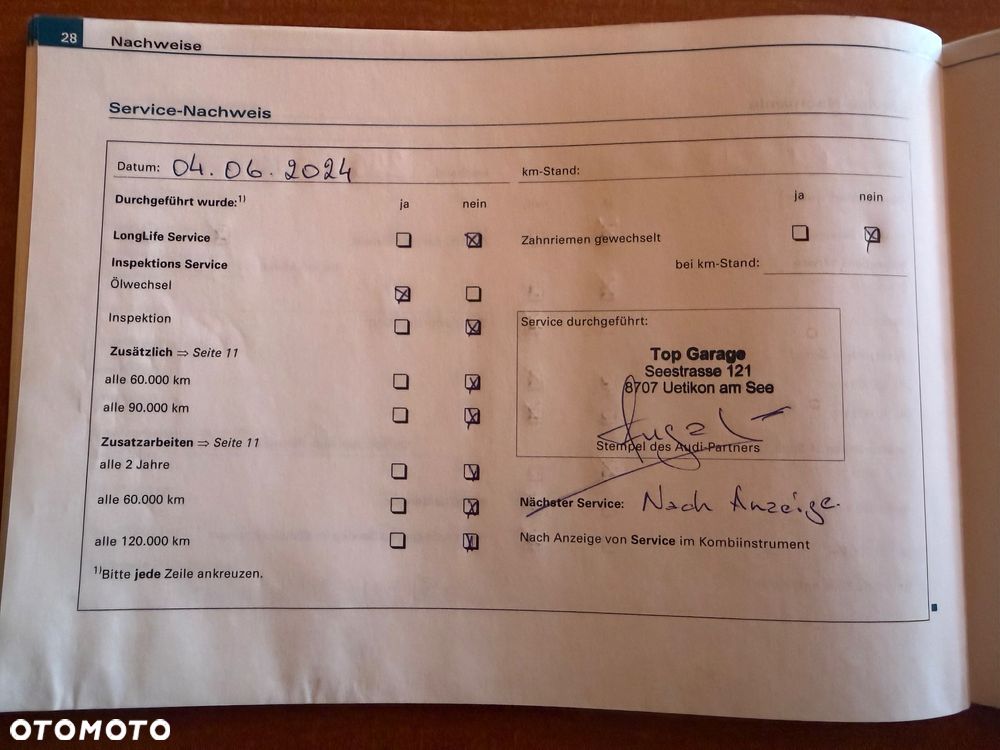 28 Nachweise
Service-Nachweis
Datum: 04.06.2024
Durchgeführt wurde:1) ja nein
LongLife Service
Inspektions Service
Ölwechsel
Inspektion
Zusätzlich ⇒ Seite 11
alle 60.000 km
alle 90.000 km
Zusatzarbeiten ⇒ Seite 11
alle 2 Jahre
alle 60.000 km
alle 120.000 km
1)Bitte jede Zeile ankreuzen.
km-Stand:
ja nein
Zahnriemen gewechselt
bei km-Stand:
Service durchgeführt:
Top Garage
Seestrasse 121
8707 Uetikon am See
Stempel des Audi-Partners
Nächster Service: Nach Anzeige.
Nach Anzeige von Service im Kombiinstrument
OTOMOTO